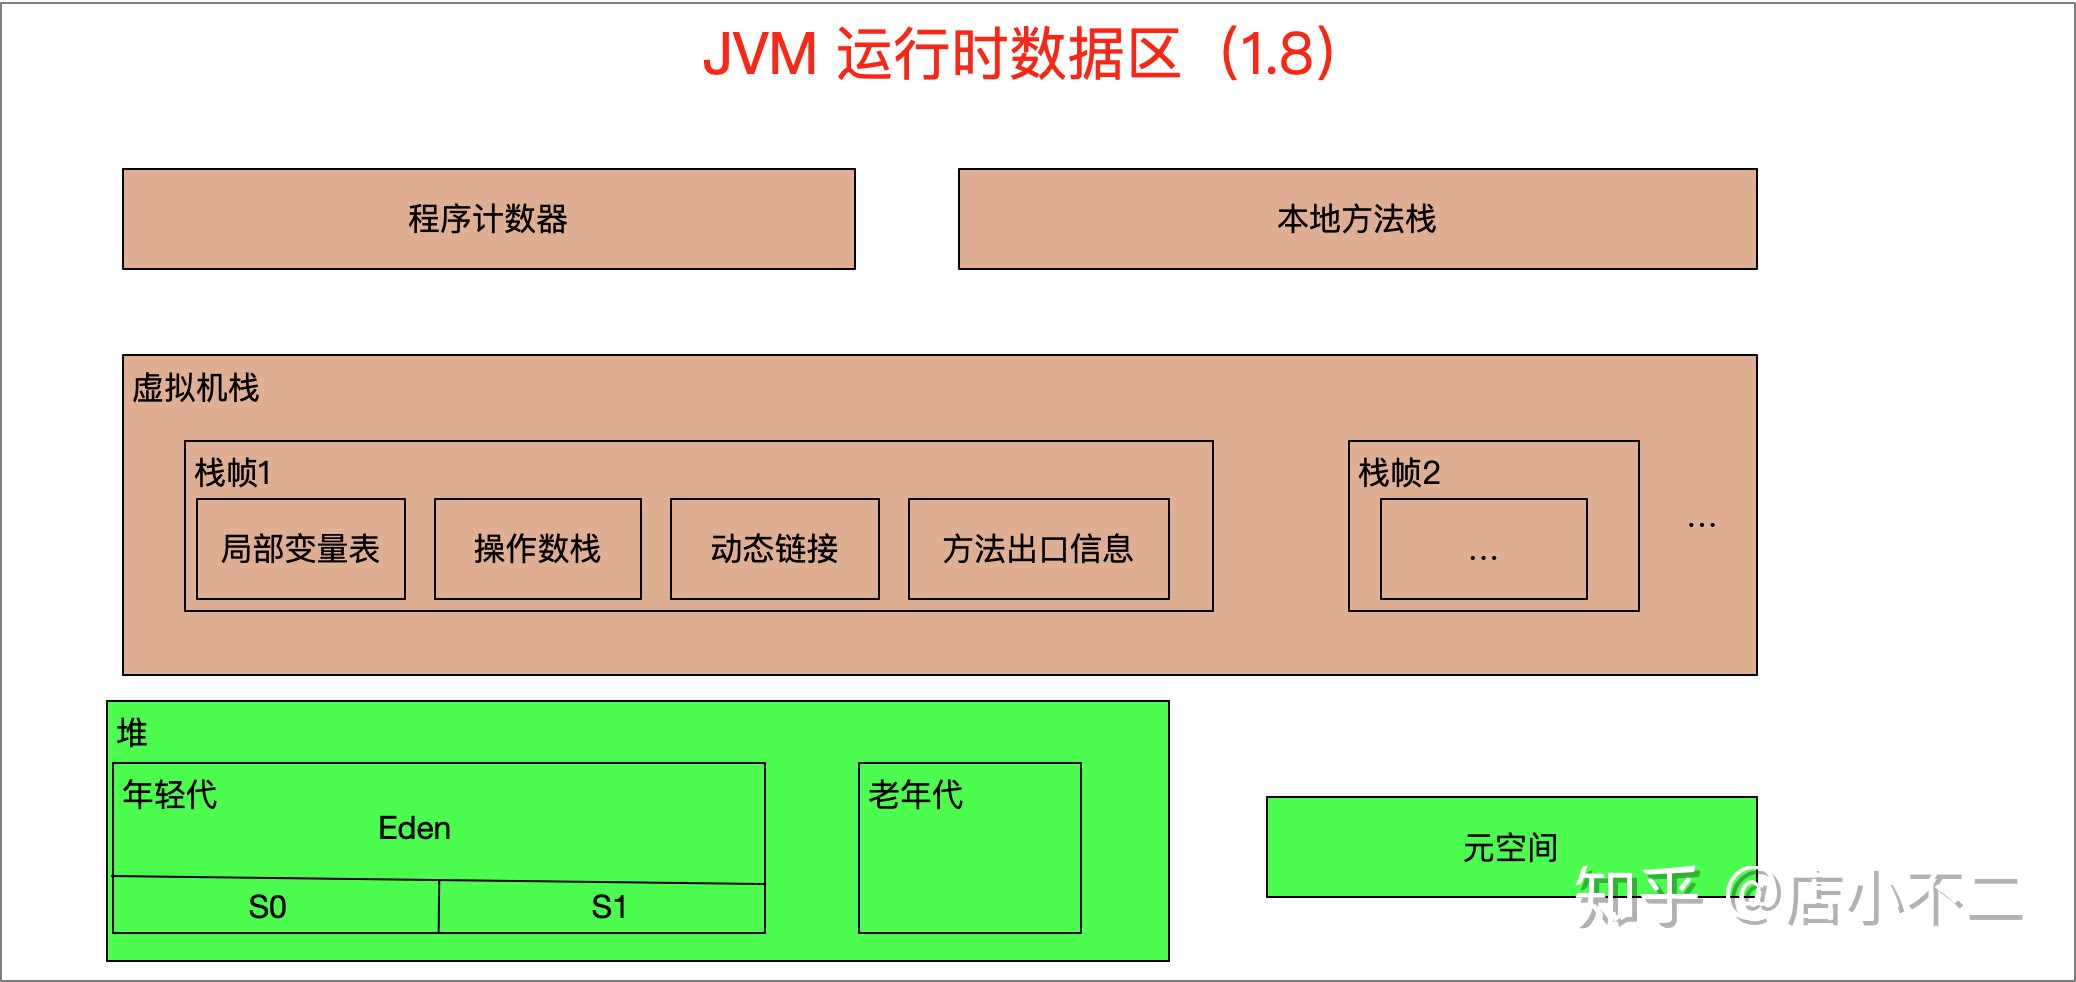 JVM 运行时数据区（1.8）
程序计数器
本地方法栈
虚拟机栈
栈帧1
局部变量表
操作数栈
动态链接
方法出口信息
栈帧2
...
...
堆
年轻代
Eden
S0
S1
老年代
元空间
知乎 @店小不二